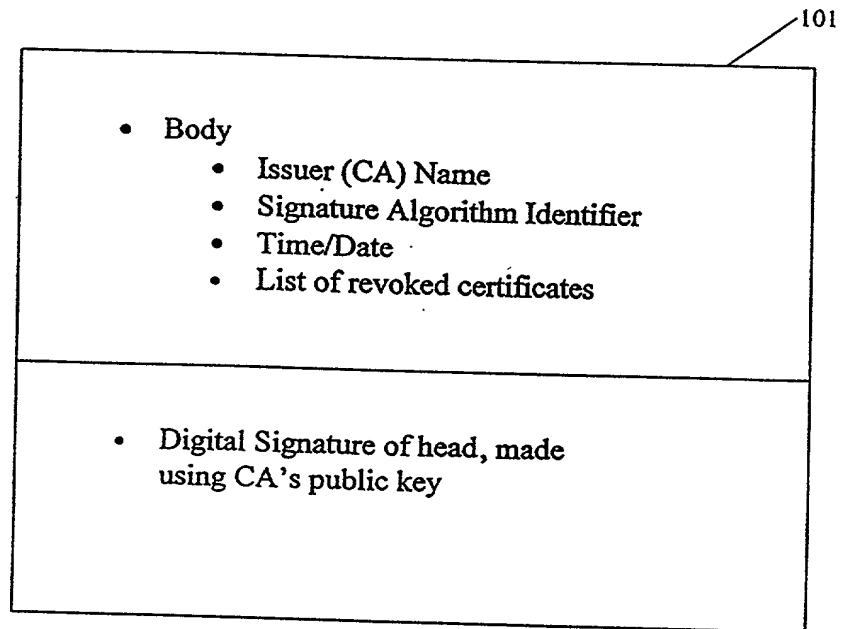 101
• Body
• Issuer (CA) Name
• Signature Algorithm Identifier
• Time/Date
• List of revoked certificates
• Digital Signature of head, made
using CA's public key